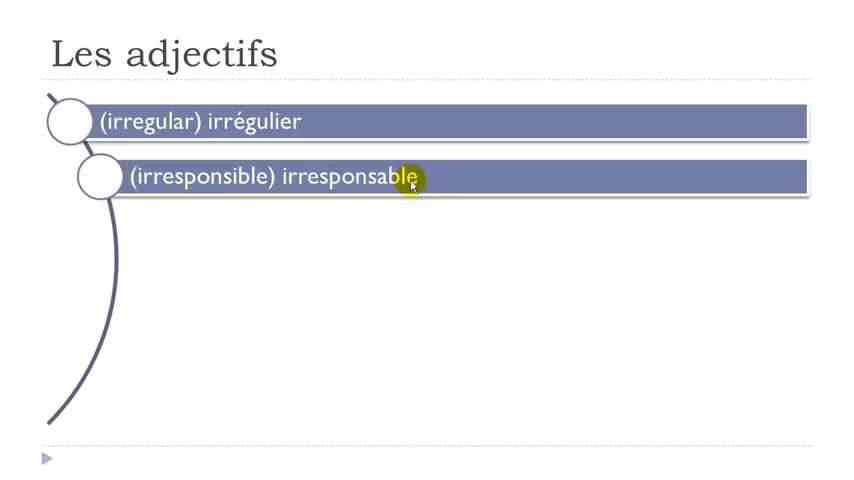 Les adjectifs
(irregular) irrégulier
(irresponsible) irresponsable